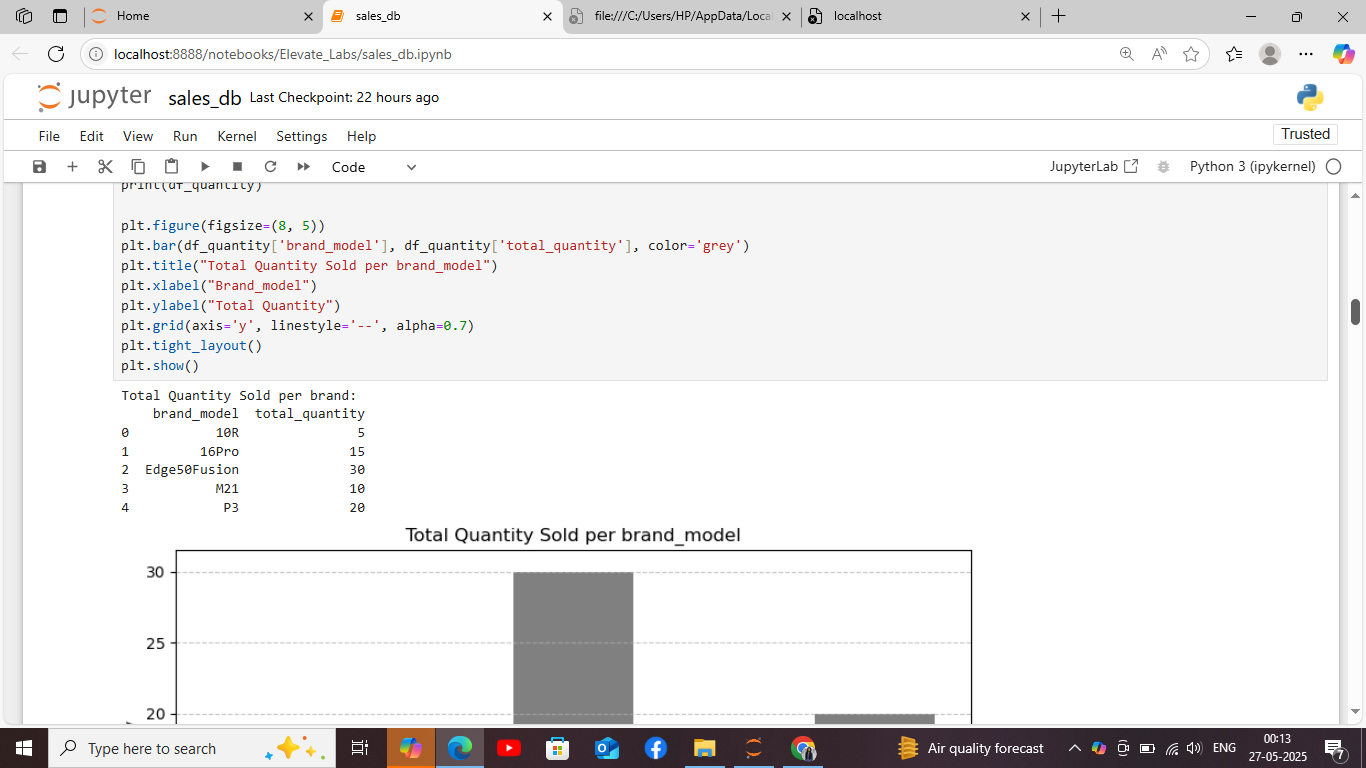 Home
sales_db
file:///C:/Users/HP/AppData/Loca
localhost
localhost:8888/notebooks/Elevate_Labs/sales_db.ipynb
jupyter sales_db Last Checkpoint: 22 hours ago
File Edit View Run Kernel Settings Help
Trusted
Code
JupyterLab
Python 3 (ipykernel)
print(df_quantity)
plt.figure(figsize=(8, 5))
plt.bar(df_quantity['brand_model'], df_quantity['total_quantity'], color='grey')
plt.title("Total Quantity Sold per brand_model")
plt.xlabel("Brand_model")
plt.ylabel("Total Quantity")
plt.grid(axis='y', linestyle='--', alpha=0.7)
plt.tight_layout()
plt.show()
Total Quantity Sold per brand:
brand_model total_quantity
0 10R 5
1 16Pro 15
2 Edge50Fusion 30
3 M21 10
4 P3 20
Total Quantity Sold per brand_model
30
25
20
Type here to search
Air quality forecast
ENG
00:13
27-05-2025
7